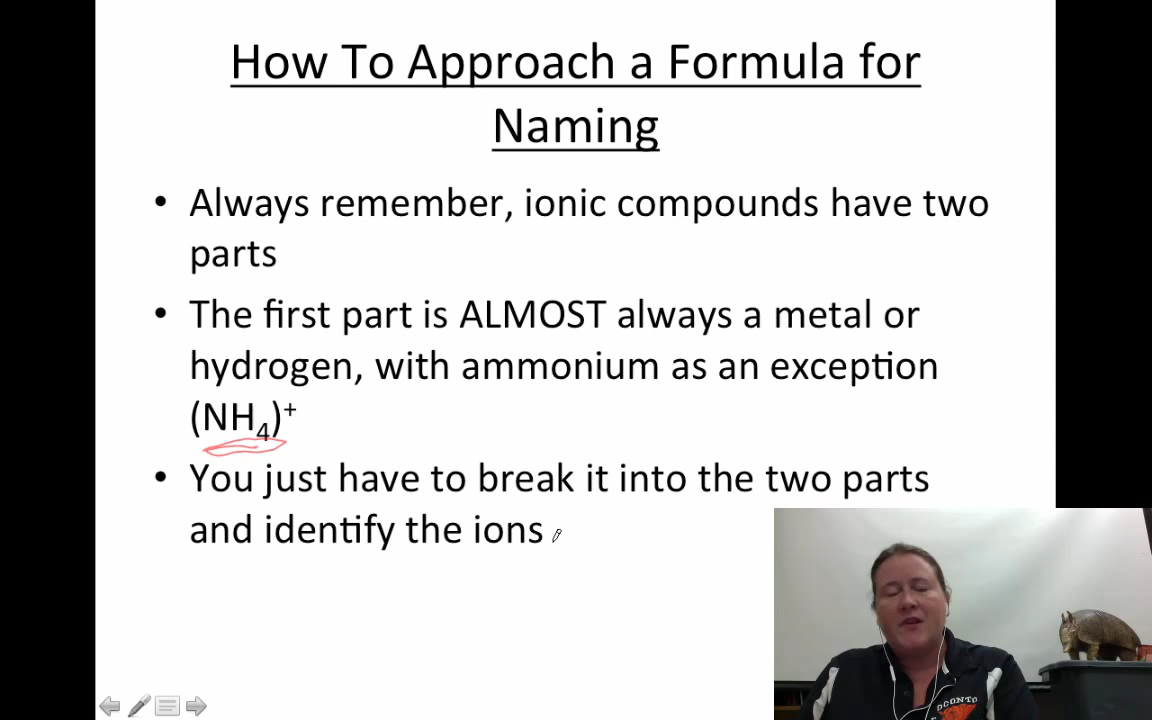 How To Approach a Formula for
Naming
• Always remember, ionic compounds have two
parts
• The first part is ALMOST always a metal or
hydrogen, with ammonium as an exception
(NH₄)⁺
• You just have to break it into the two parts
and identify the ions
OCONTO